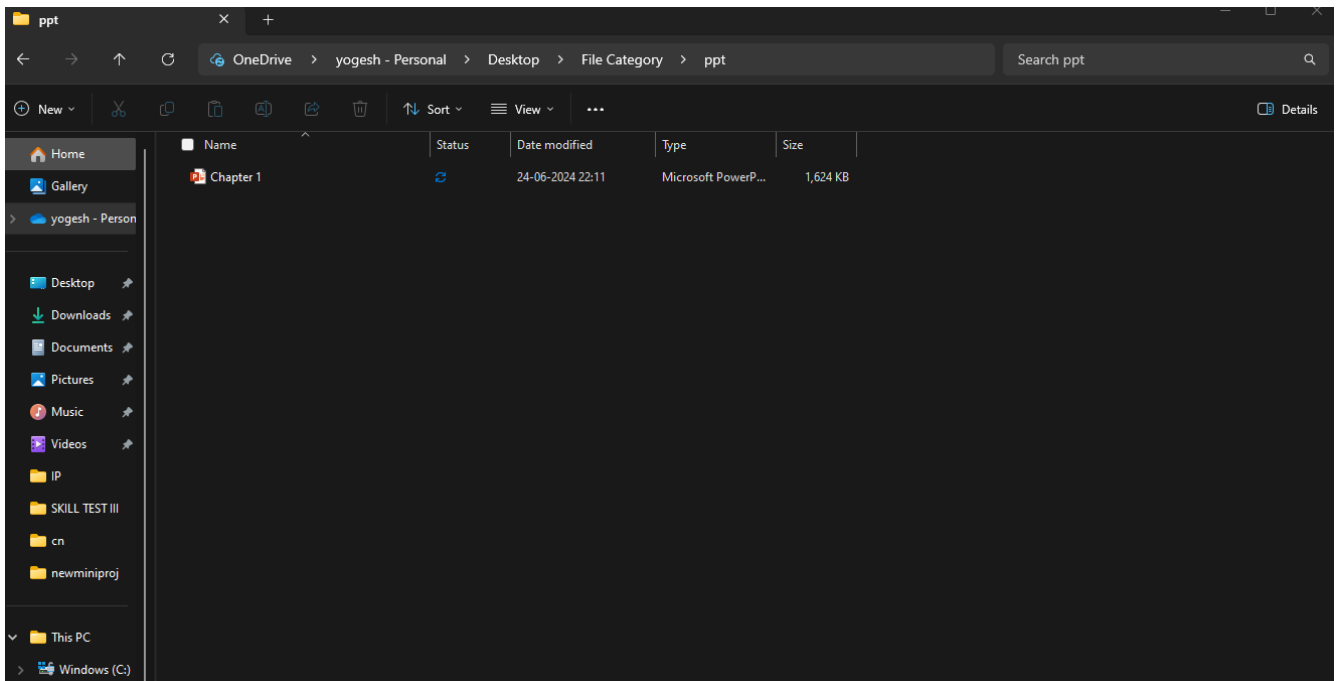 ppt
OneDrive > yogesh - Personal > Desktop > File Category > ppt
Search ppt
New
Sort
View
Details
Name Status Date modified Type Size
Chapter 1 24-06-2024 22:11 Microsoft PowerP... 1,624 KB
Home
Gallery
yogesh - Person
Desktop
Downloads
Documents
Pictures
Music
Videos
IP
SKILL TEST III
cn
newminiproj
This PC
Windows (C:)